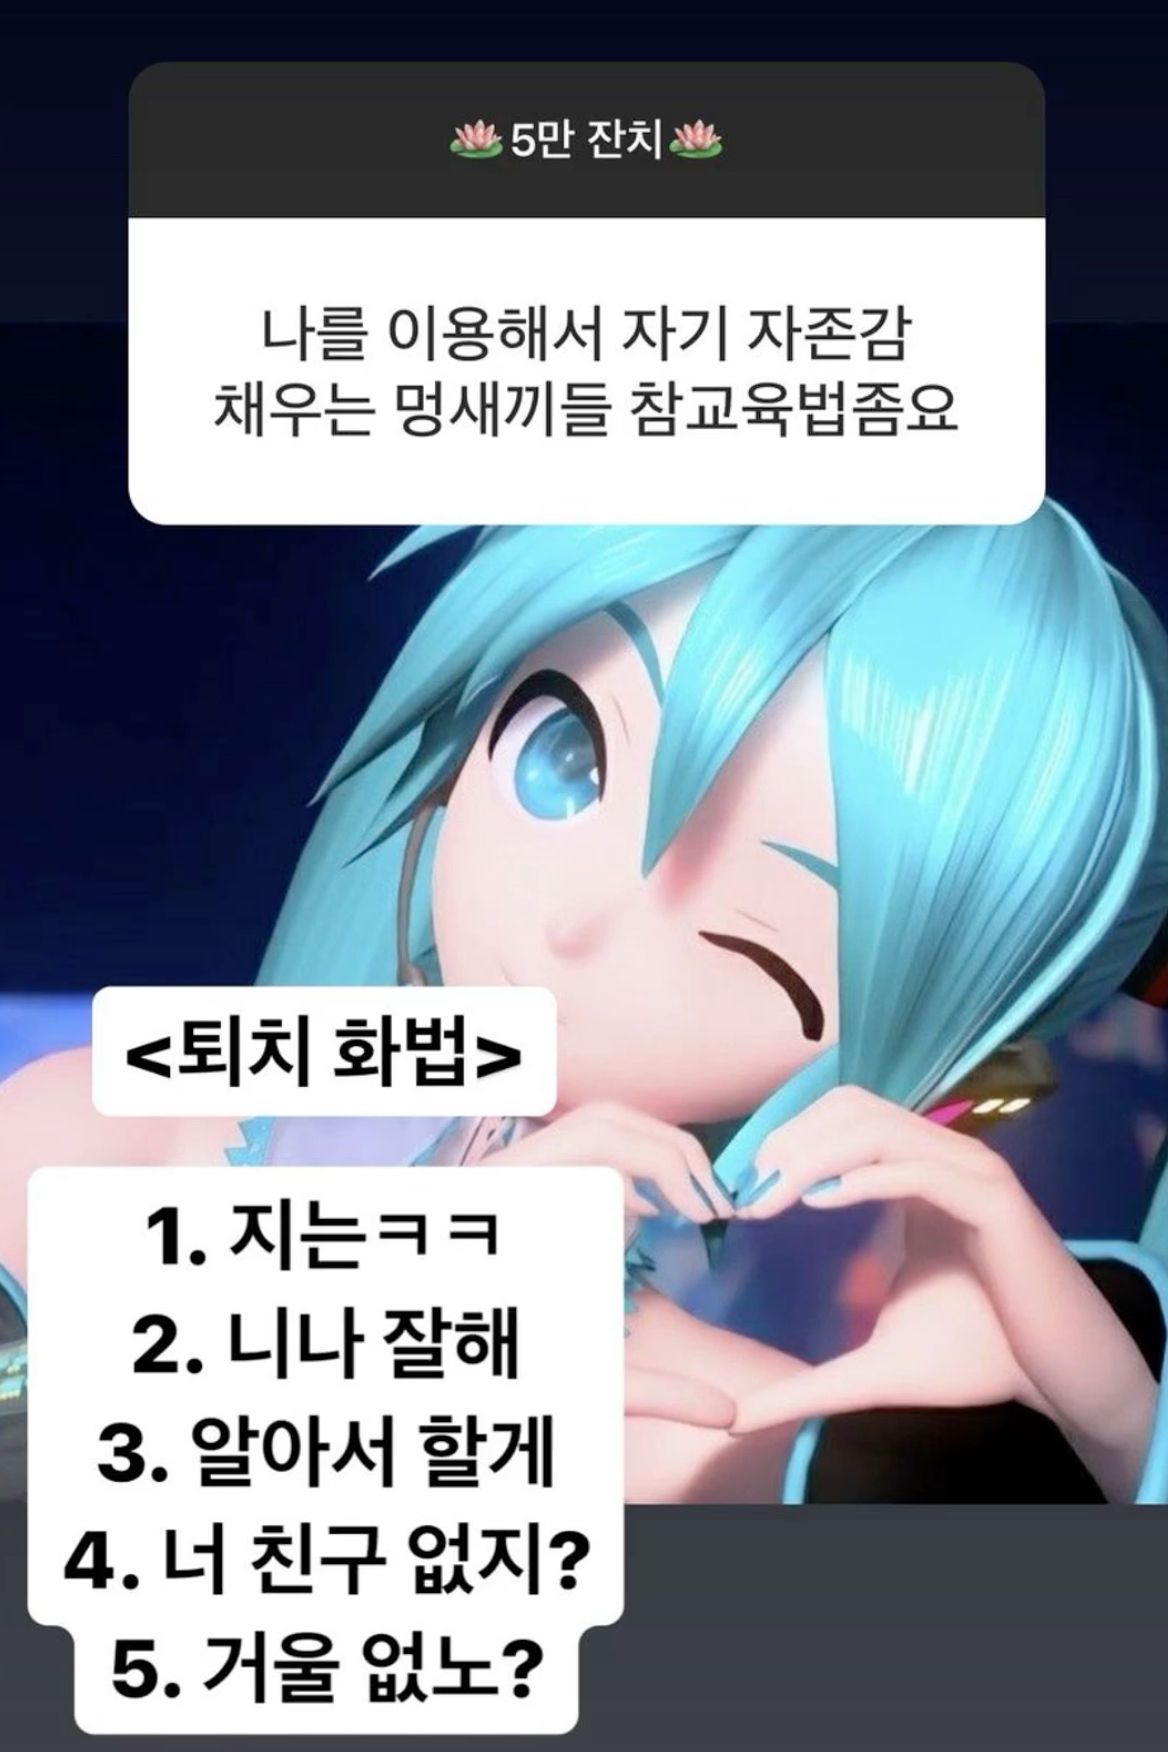 🪷5만 잔치🪷
나를 이용해서 자기 자존감
채우는 멍새끼들 참교육법좀요
<퇴치 화법>
1. 지는ㅋㅋ
2. 니나 잘해
3. 알아서 할게
4. 너 친구 없지?
5. 거울 없노?